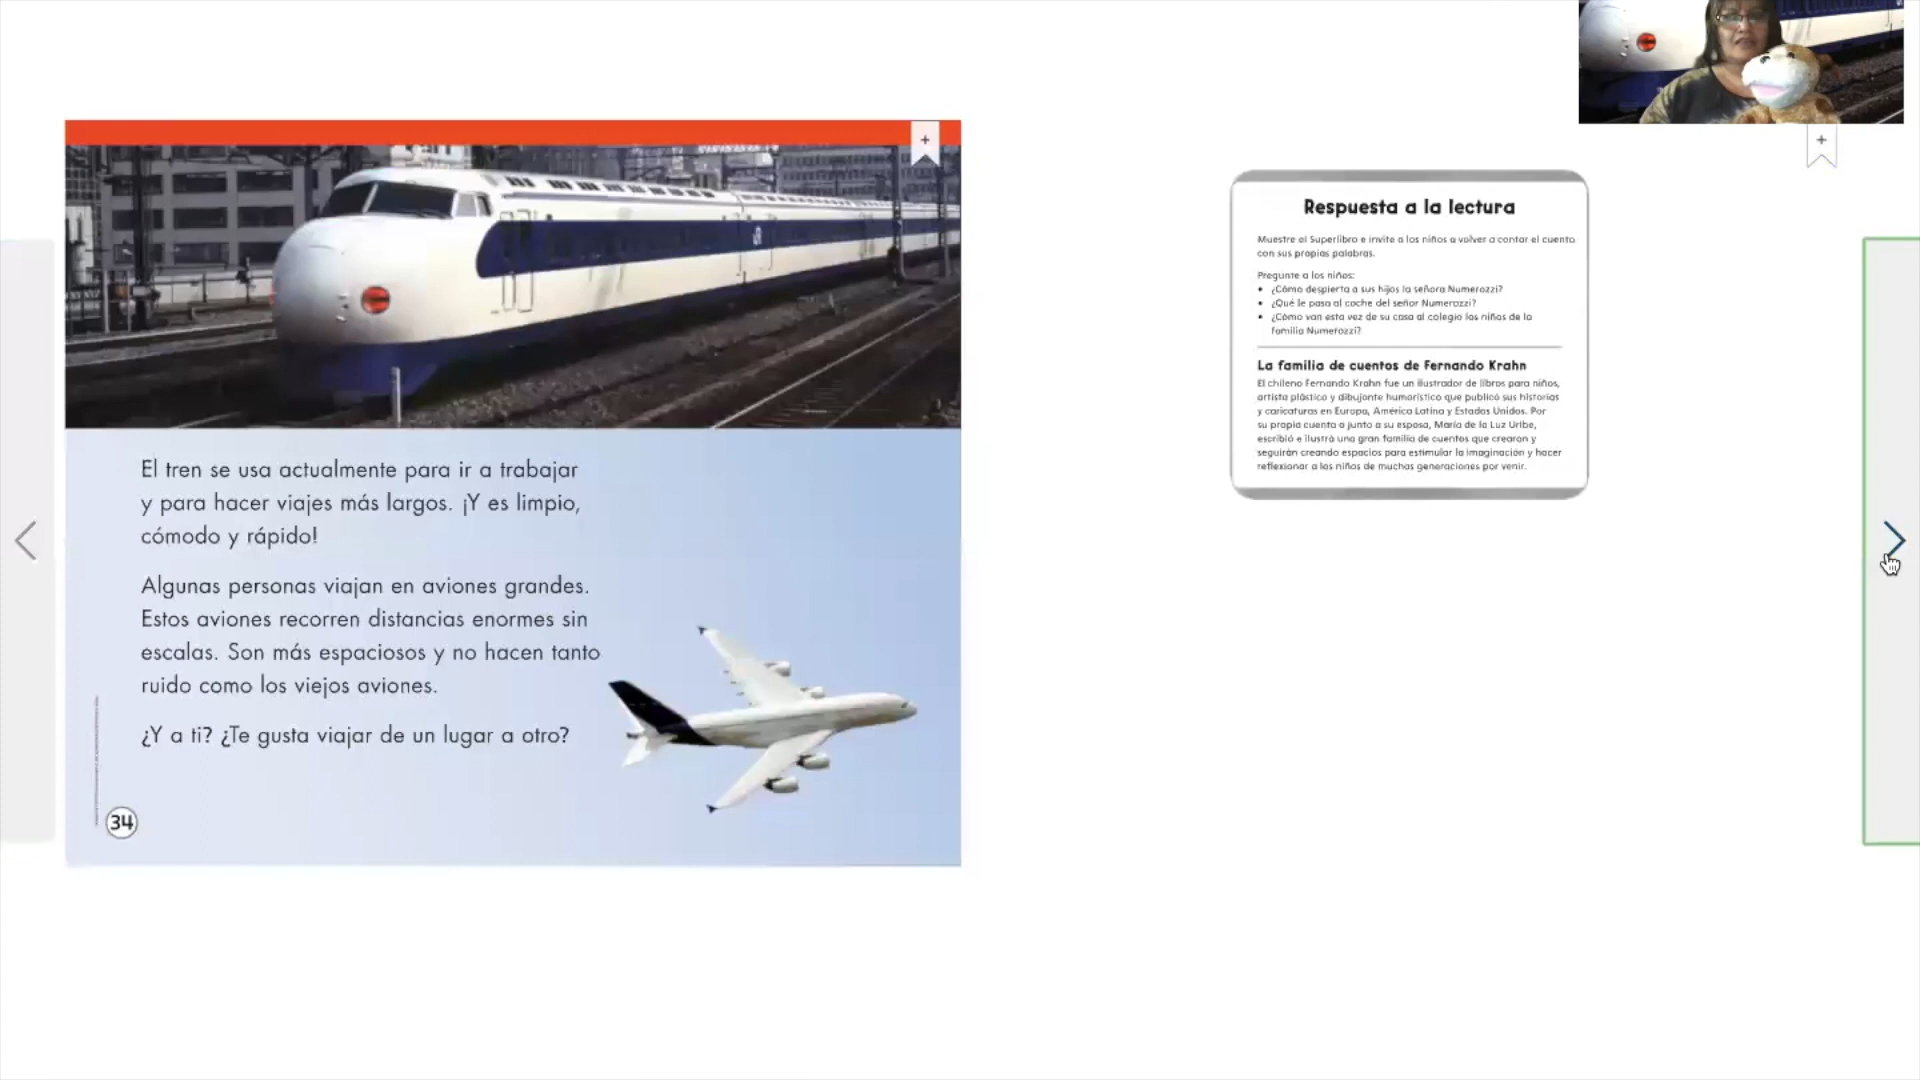 El tren se usa actualmente para ir a trabajar
y para hacer viajes más largos. ¡Y es limpio,
cómodo y rápido!
Algunas personas viajan en aviones grandes.
Estos aviones recorren distancias enormes sin
escalas. Son más espaciosos y no hacen tanto
ruido como los viejos aviones.
¿Y a ti? ¿Te gusta viajar de un lugar a otro?
34
Respuesta a la lectura
Muestre el Superlibro e invite a los niños a volver a contar el cuento
con sus propias palabras.
Pregunte a los niños:
• ¿Cómo despierta a sus hijos la señora Numerozzi?
• ¿Qué le pasa al coche del señor Numerozzi?
• ¿Cómo van esta vez de su casa al colegio los niños de la
familia Numerozzi?
La familia de cuentos de Fernando Krahn
El chileno Fernando Krahn fue un ilustrador de libros para niños,
artista plástico y dibujante humorístico que publicó sus historias
y caricaturas en Europa, América Latina y Estados Unidos. Por
su propia cuenta o junto a su esposa, María de la Luz Uribe,
escribió e ilustró una gran familia de cuentos que crearon y
seguirán creando espacios para estimular la imaginación y hacer
reflexionar a los niños de muchas generaciones por venir.